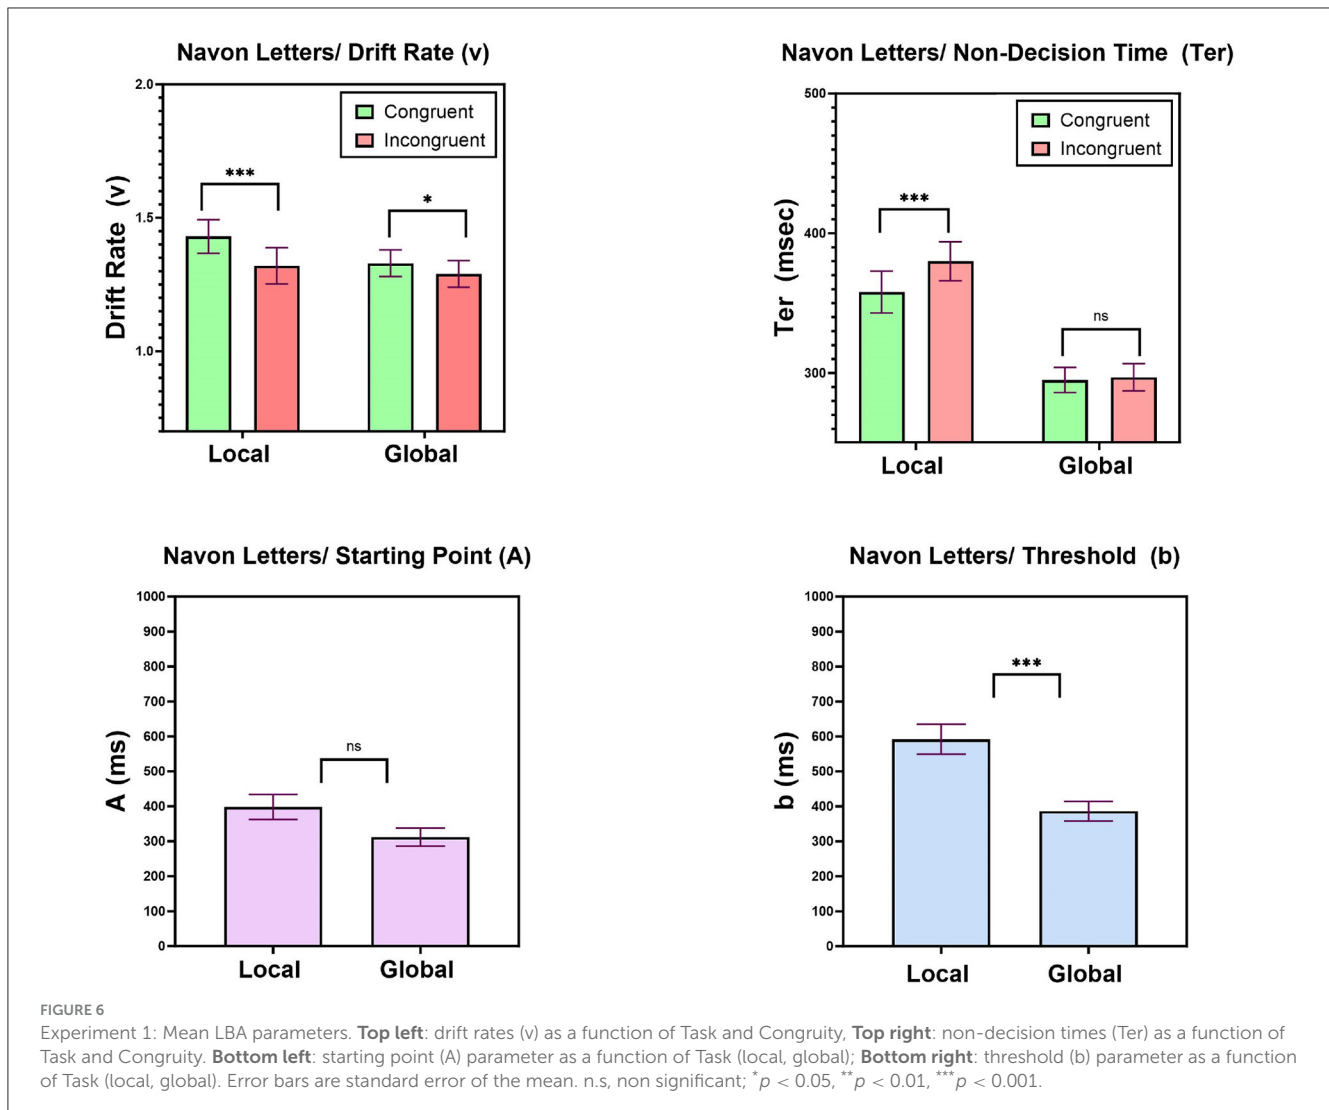 Navon Letters/ Drift Rate (v)
2.0
1.5
1.0
Drift Rate (v)
Congruent
Incongruent
***
*
Local
Global
Navon Letters/ Non-Decision Time (Ter)
500
400
300
Ter (msec)
Congruent
Incongruent
***
ns
Local
Global
Navon Letters/ Starting Point (A)
1000
900
800
700
600
500
400
300
200
100
0
A (ms)
ns
Local
Global
Navon Letters/ Threshold (b)
1000
900
800
700
600
500
400
300
200
100
0
b (ms)
***
Local
Global
FIGURE 6
Experiment 1: Mean LBA parameters. Top left: drift rates (v) as a function of Task and Congruity, Top right: non-decision times (Ter) as a function of
Task and Congruity. Bottom left: starting point (A) parameter as a function of Task (local, global); Bottom right: threshold (b) parameter as a function
of Task (local, global). Error bars are standard error of the mean. n.s, non significant; *p < 0.05, **p < 0.01, ***p < 0.001.